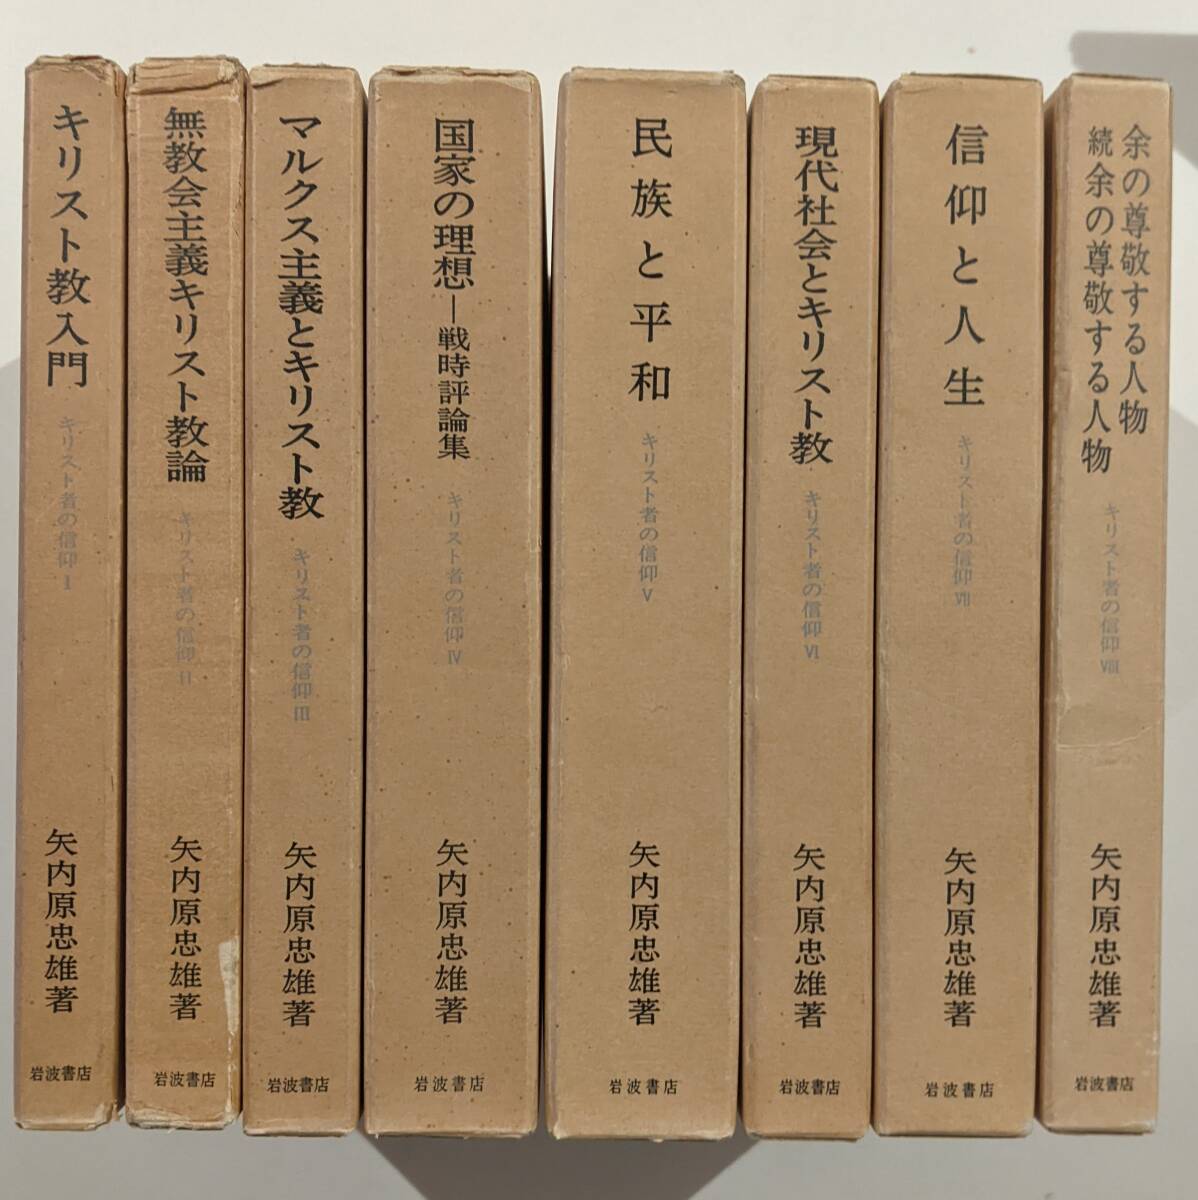 キリスト教入門
キリスト者の信仰 I
矢内原忠雄著
岩波書店
無教会主義キリスト教論
キリスト者の信仰 II
矢内原忠雄著
岩波書店
マルクス主義とキリスト教
キリスト者の信仰 III
矢内原忠雄著
岩波書店
国家の理想―戦時評論集
キリスト者の信仰 IV
矢内原忠雄著
岩波書店
民族と平和
キリスト者の信仰 V
矢内原忠雄著
岩波書店
現代社会とキリスト教
キリスト者の信仰 VI
矢内原忠雄著
岩波書店
信仰と人生
キリスト者の信仰 VII
矢内原忠雄著
岩波書店
余の尊敬する人物
続余の尊敬する人物
キリスト者の信仰 VIII
矢内原忠雄著
岩波書店